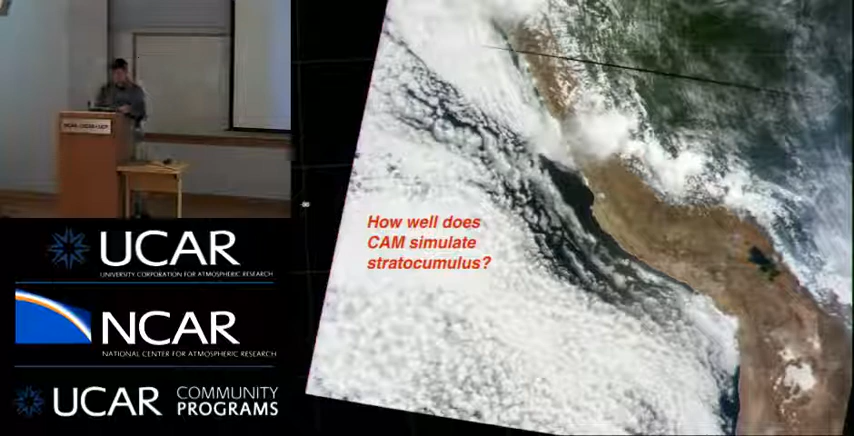 How well does
CAM simulate
stratocumulus?
UCAR
UNIVERSITY CORPORATION FOR ATMOSPHERIC RESEARCH
NCAR
NATIONAL CENTER FOR ATMOSPHERIC RESEARCH
UCAR COMMUNITY
PROGRAMS